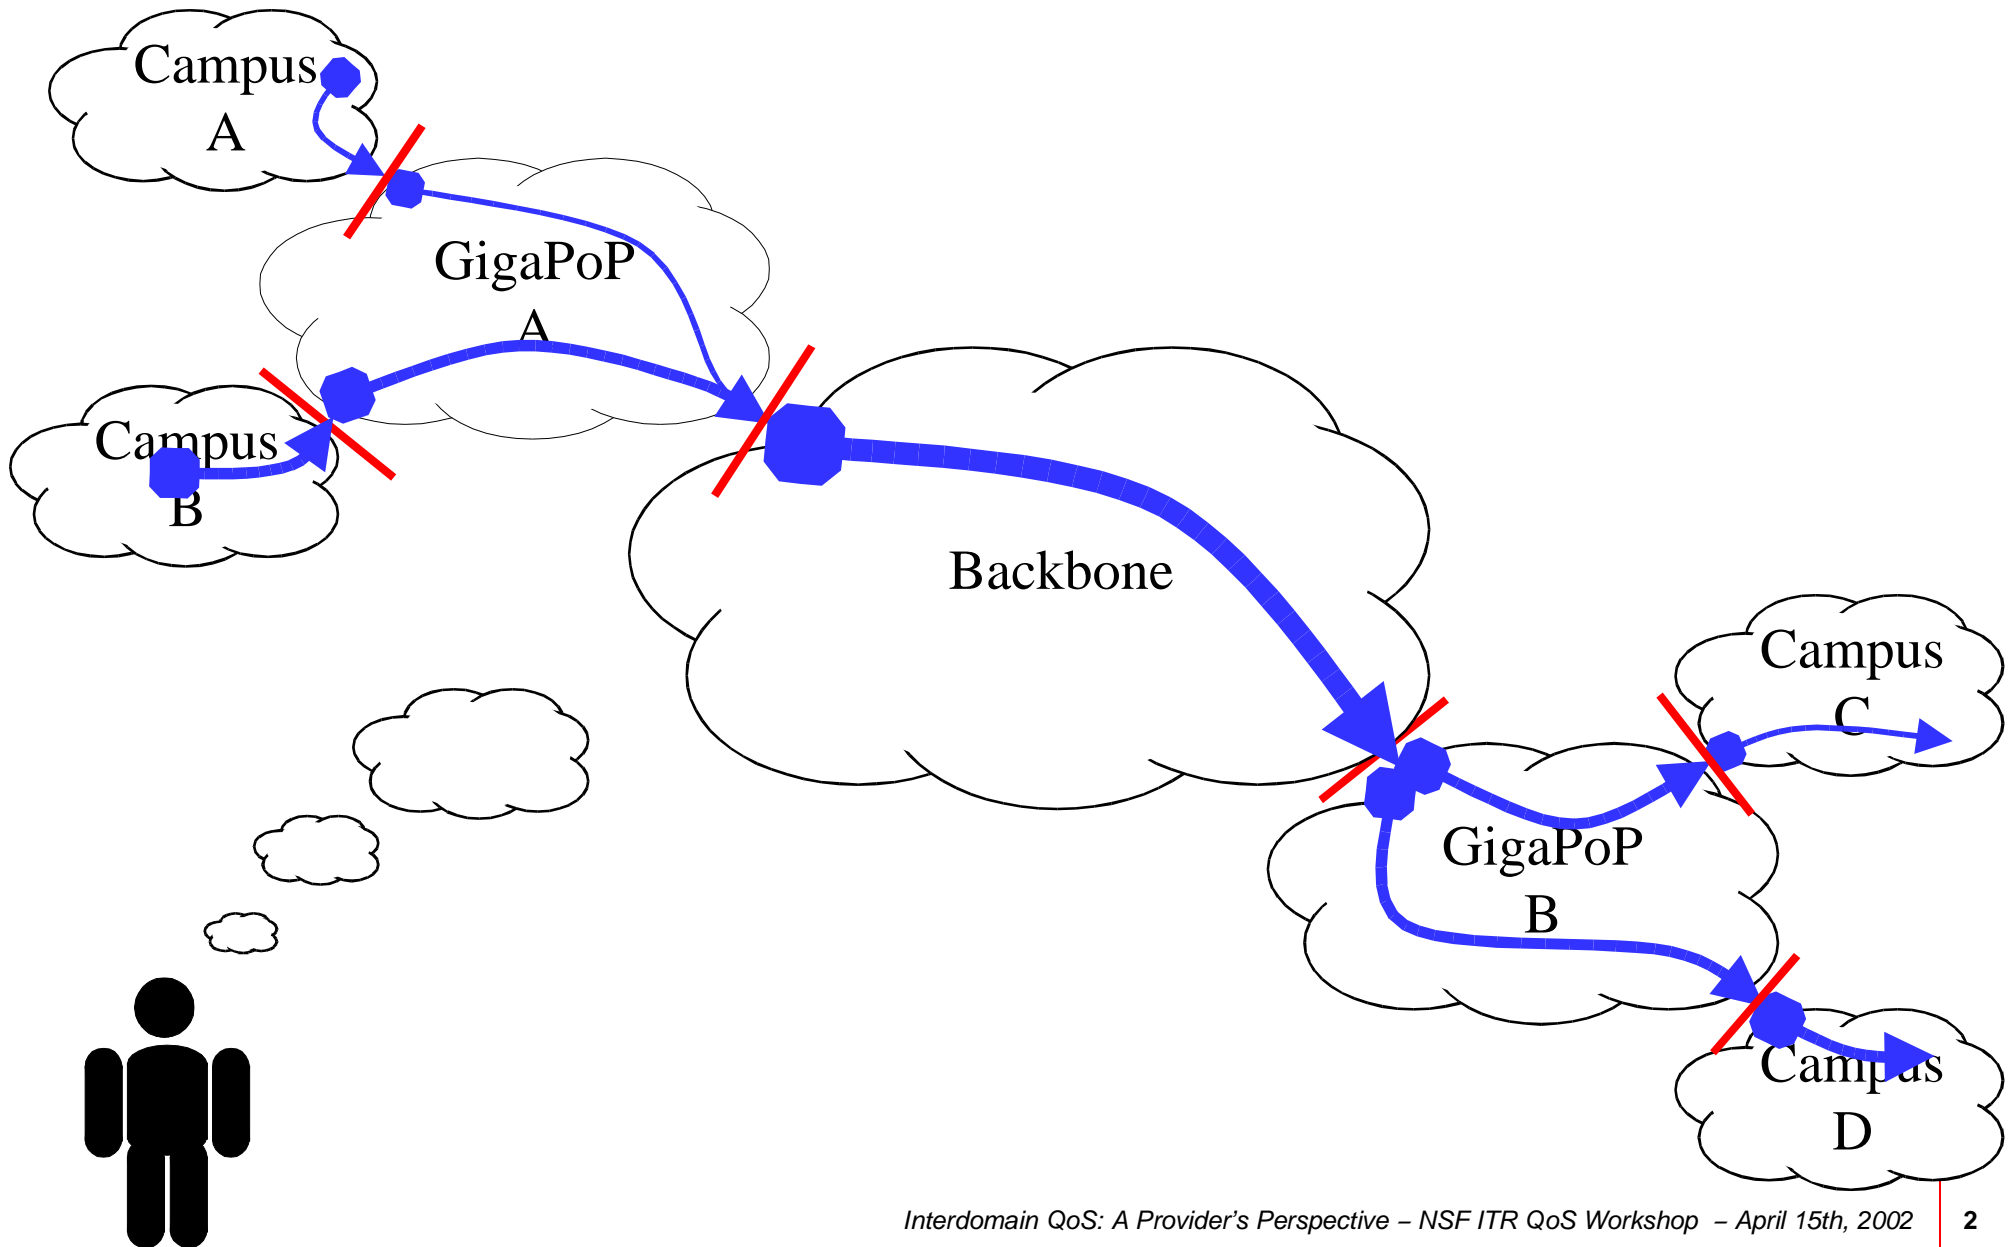 Campus
A
GigaPoP
A
Campus
B
Backbone
Campus
C
GigaPoP
B
Campus
D
Interdomain QoS: A Provider's Perspective – NSF ITR QoS Workshop – April 15th, 2002
2